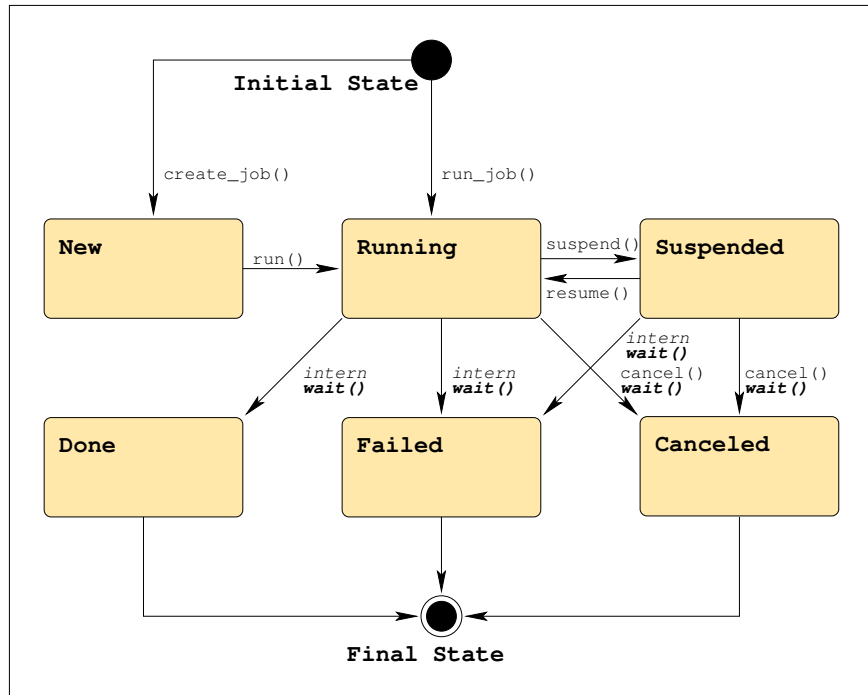 Initial State
create_job()
run_job()
New
Running
Suspended
run()
suspend()
resume()
intern
wait()
intern
wait()
cancel()
wait()
intern
wait()
cancel()
wait()
Done
Failed
Canceled
Final State